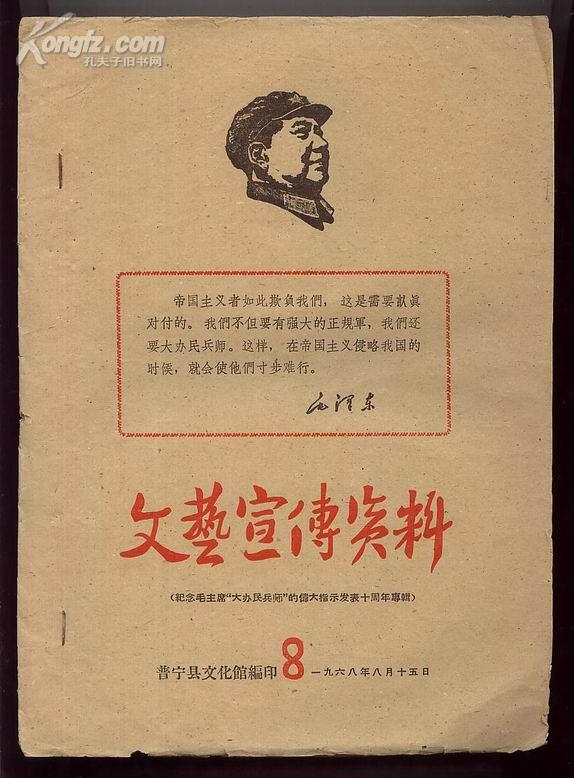 Kongfz.com
孔夫子旧书网
帝国主义者如此欺負我們，这是需要認眞
对付的。我們不但要有强大的正規軍，我們还
要大办民兵师。这样，在帝国主义侵略我国的
时候，就会使他們寸步难行。
毛泽东
文藝宣傳资料
（紀念毛主席“大办民兵师”的偉大指示发表十周年專輯）
普宁县文化館編印 8 一九六八年八月十五日